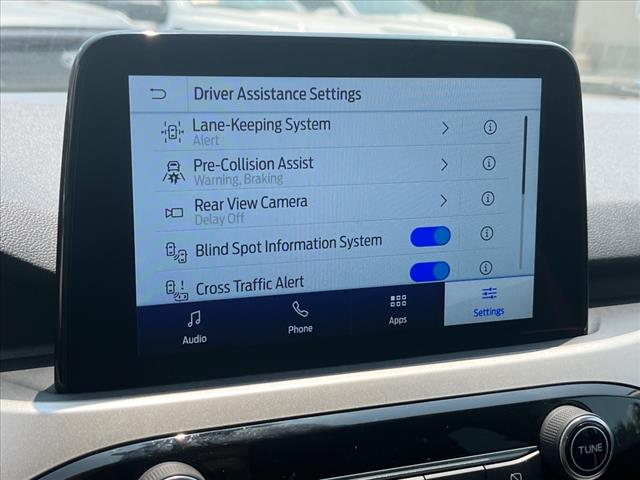 Driver Assistance Settings
Lane-Keeping System
Alert
Pre-Collision Assist
Warning, Braking
Rear View Camera
Delay Off
Blind Spot Information System
Cross Traffic Alert
Audio
Phone
Apps
Settings
TUNE